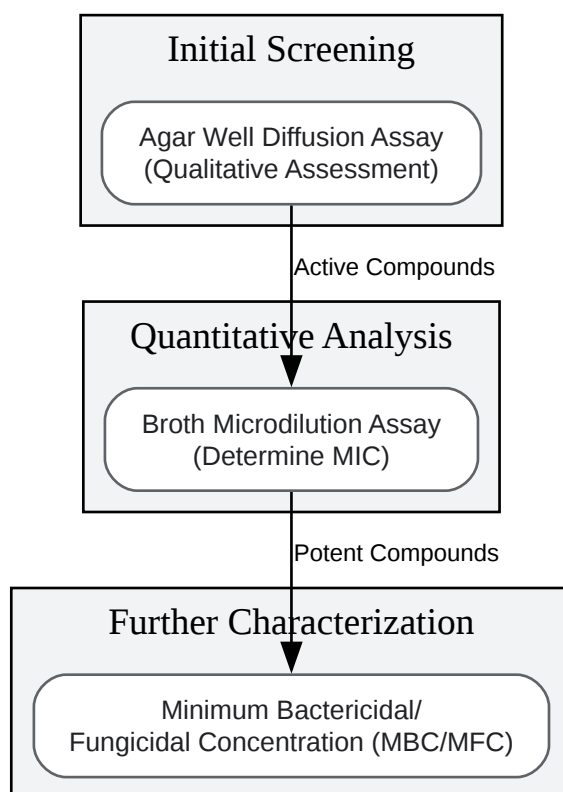 Initial Screening
Agar Well Diffusion Assay
(Qualitative Assessment)
Active Compounds
Quantitative Analysis
Broth Microdilution Assay
(Determine MIC)
Potent Compounds
Further Characterization
Minimum Bactericidal/
Fungicidal Concentration (MBC/MFC)